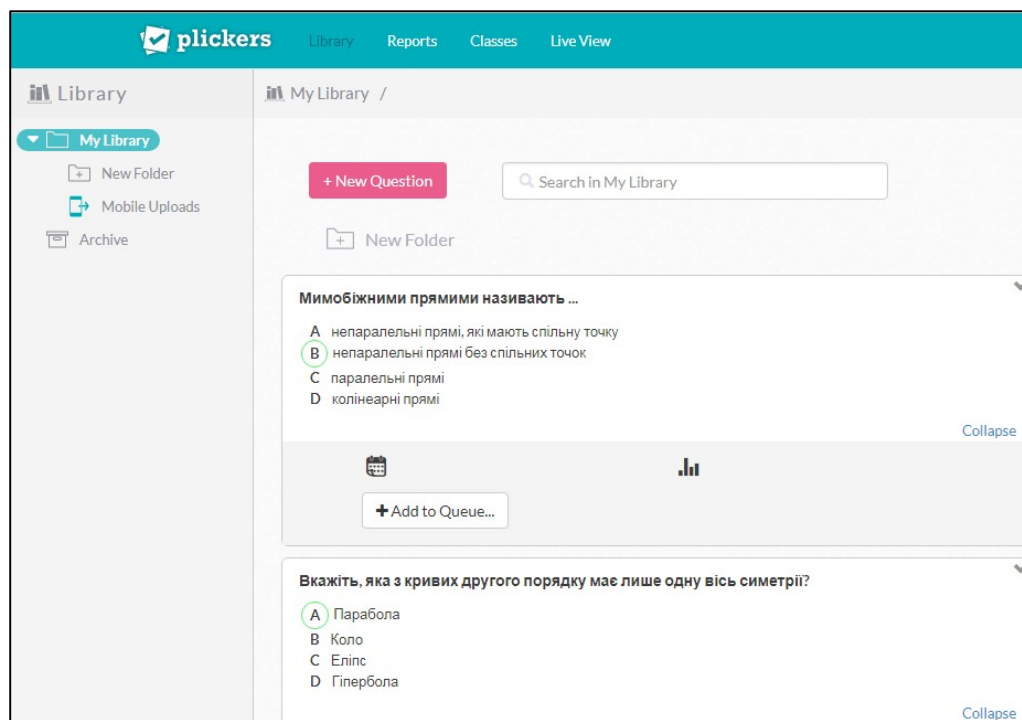 plickers Library Reports Classes Live View
Library
My Library /
My Library
New Folder
Mobile Uploads
Archive
+ New Question
Search in My Library
New Folder
Мимобіжними прямими називають ...
A непаралельні прямі, які мають спільну точку
B непаралельні прямі без спільних точок
C паралельні прямі
D колінеарні прямі
Collapse
+ Add to Queue...
Вкажіть, яка з кривих другого порядку має лише одну вісь симетрії?
A Парабола
B Коло
C Еліпс
D Гіпербола
Collapse